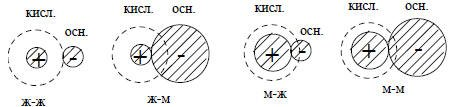 кисл. осн. кисл. осн. кисл. осн. кисл. осн.
+ - + - + - + -
ж-ж ж-м м-ж м-м